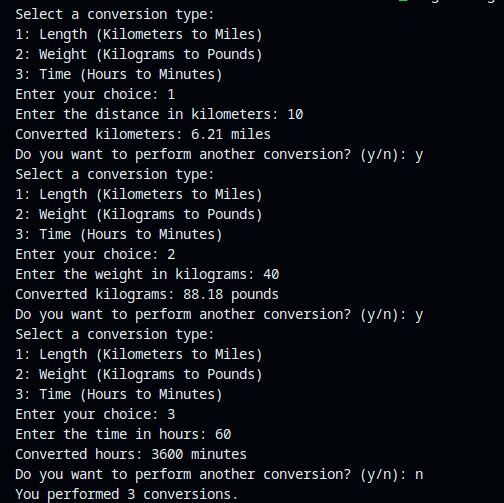 Select a conversion type:
1: Length (Kilometers to Miles)
2: Weight (Kilograms to Pounds)
3: Time (Hours to Minutes)
Enter your choice: 1
Enter the distance in kilometers: 10
Converted kilometers: 6.21 miles
Do you want to perform another conversion? (y/n): y
Select a conversion type:
1: Length (Kilometers to Miles)
2: Weight (Kilograms to Pounds)
3: Time (Hours to Minutes)
Enter your choice: 2
Enter the weight in kilograms: 40
Converted kilograms: 88.18 pounds
Do you want to perform another conversion? (y/n): y
Select a conversion type:
1: Length (Kilometers to Miles)
2: Weight (Kilograms to Pounds)
3: Time (Hours to Minutes)
Enter your choice: 3
Enter the time in hours: 60
Converted hours: 3600 minutes
Do you want to perform another conversion? (y/n): n
You performed 3 conversions.